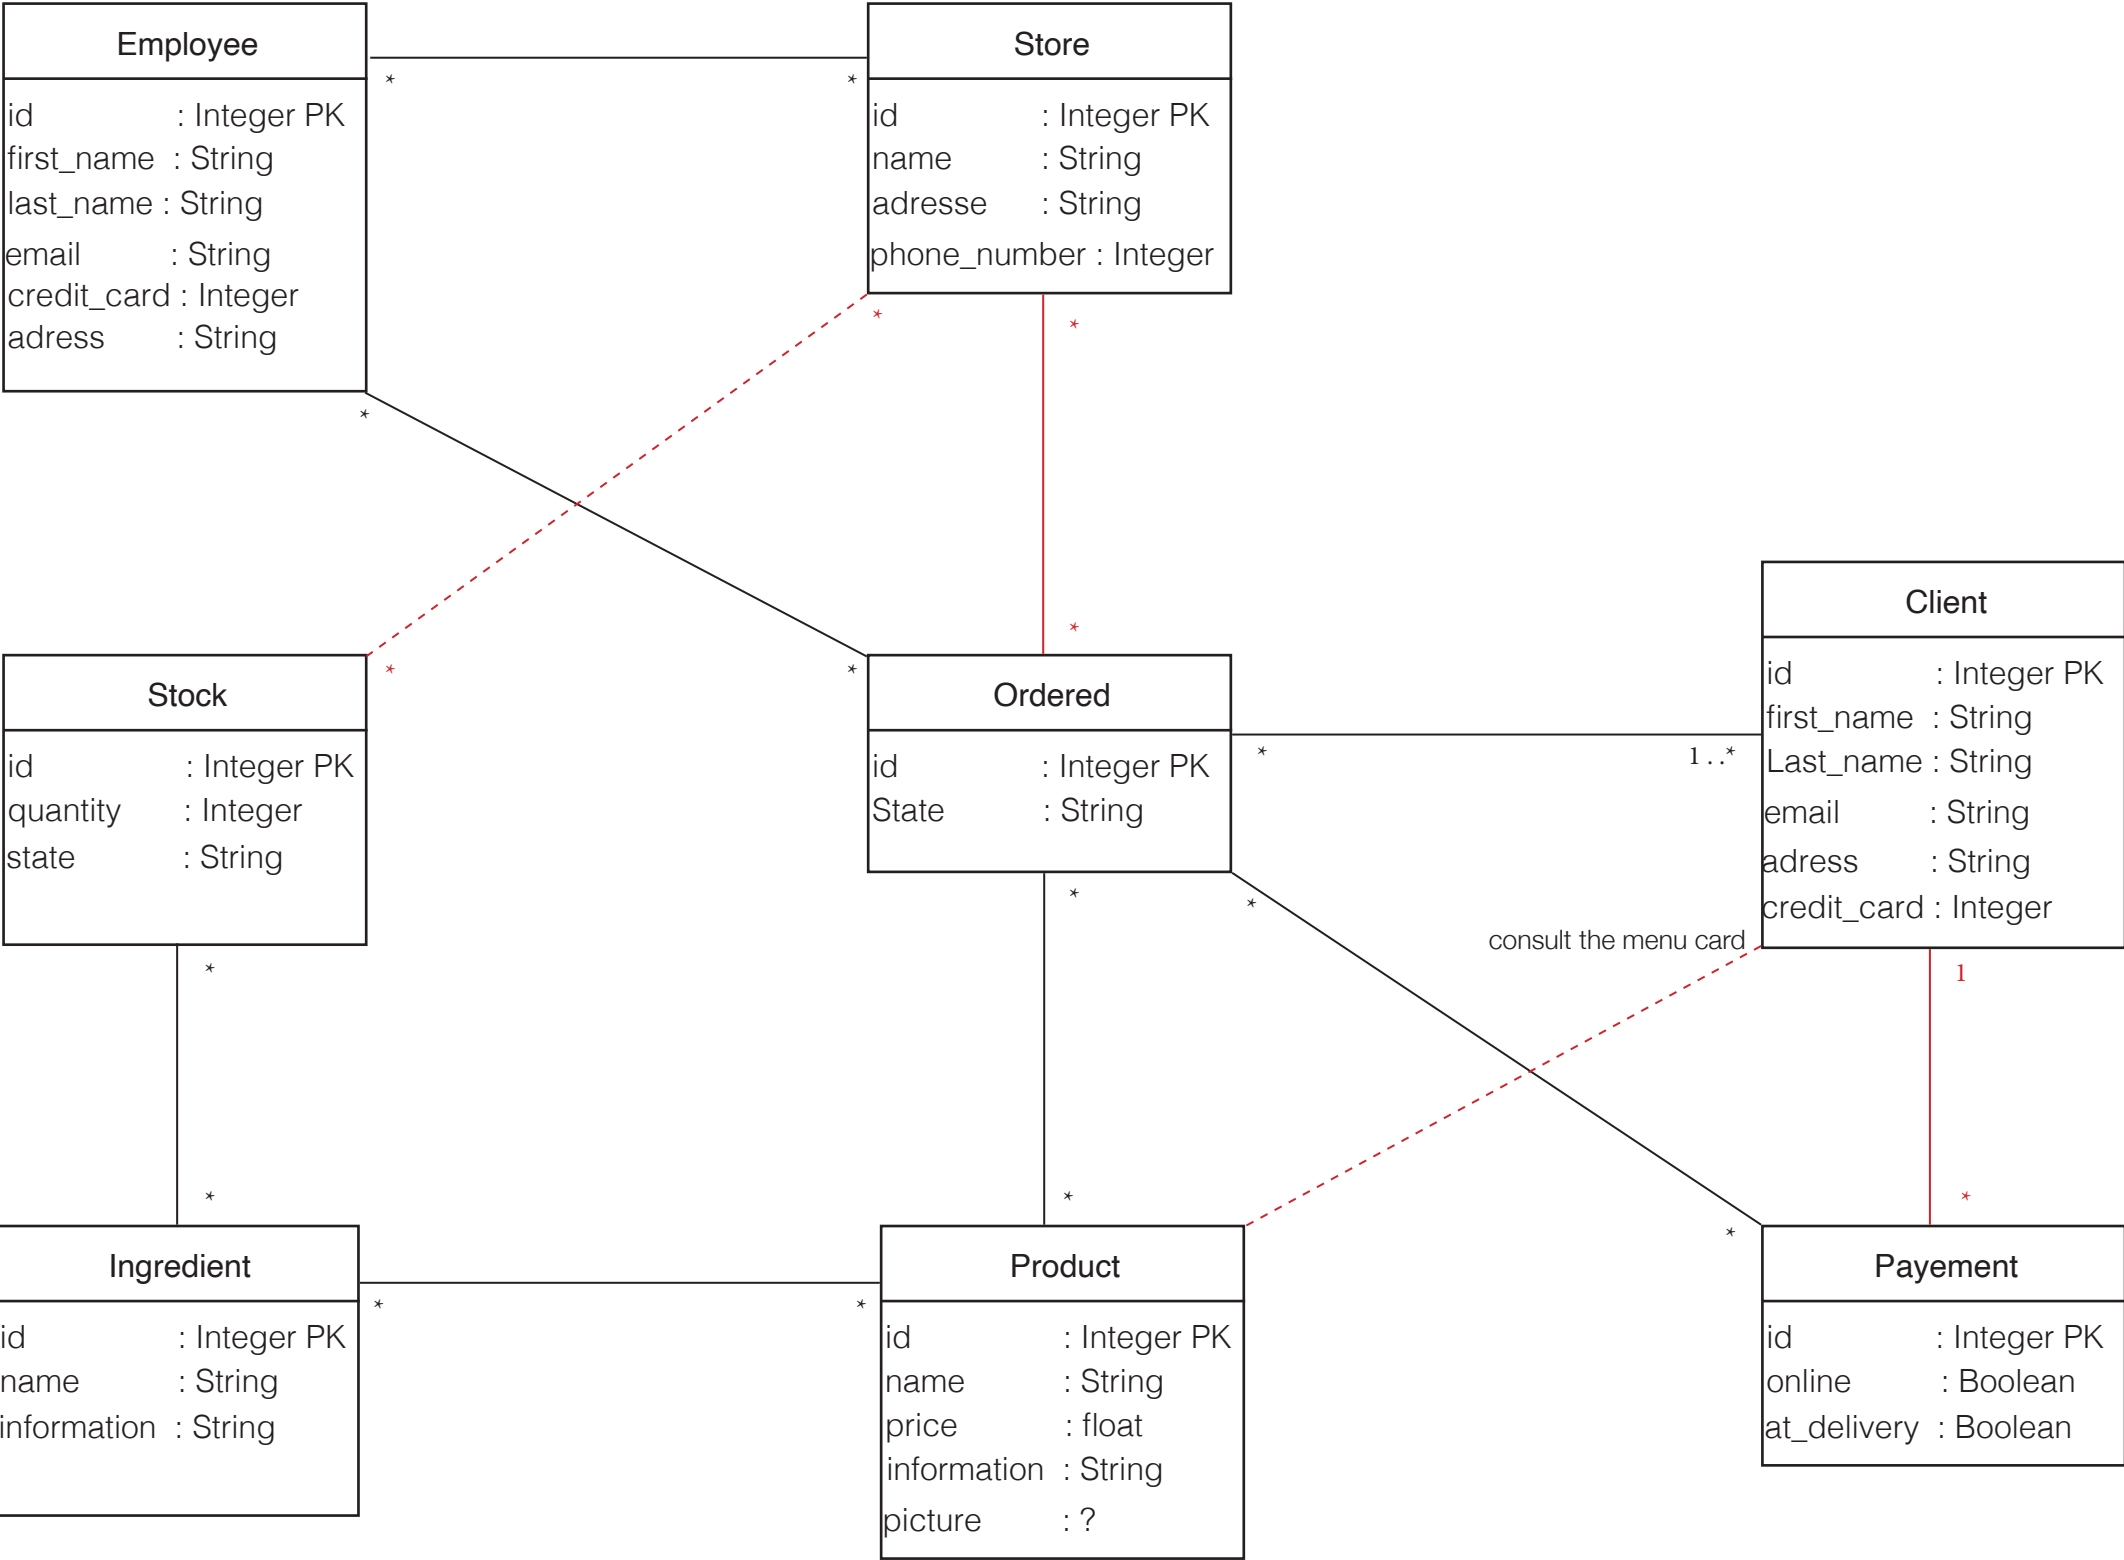 Employee
id : Integer PK
first_name : String
last_name : String
email : String
credit_card : Integer
adress : String
*
*
*
Store
id : Integer PK
name : String
adresse : String
phone_number : Integer
*
*
*
*
*
Stock
id : Integer PK
quantity : Integer
state : String
*
*
Ordered
id : Integer PK
State : String
*
*
*
1 . .*
*
Client
id : Integer PK
first_name : String
Last_name : String
email : String
adress : String
credit_card : Integer
consult the menu card
1
*
*
*
*
Ingredient
id : Integer PK
name : String
information : String
*
*
Product
id : Integer PK
name : String
price : float
information : String
picture : ?
Payement
id : Integer PK
online : Boolean
at_delivery : Boolean